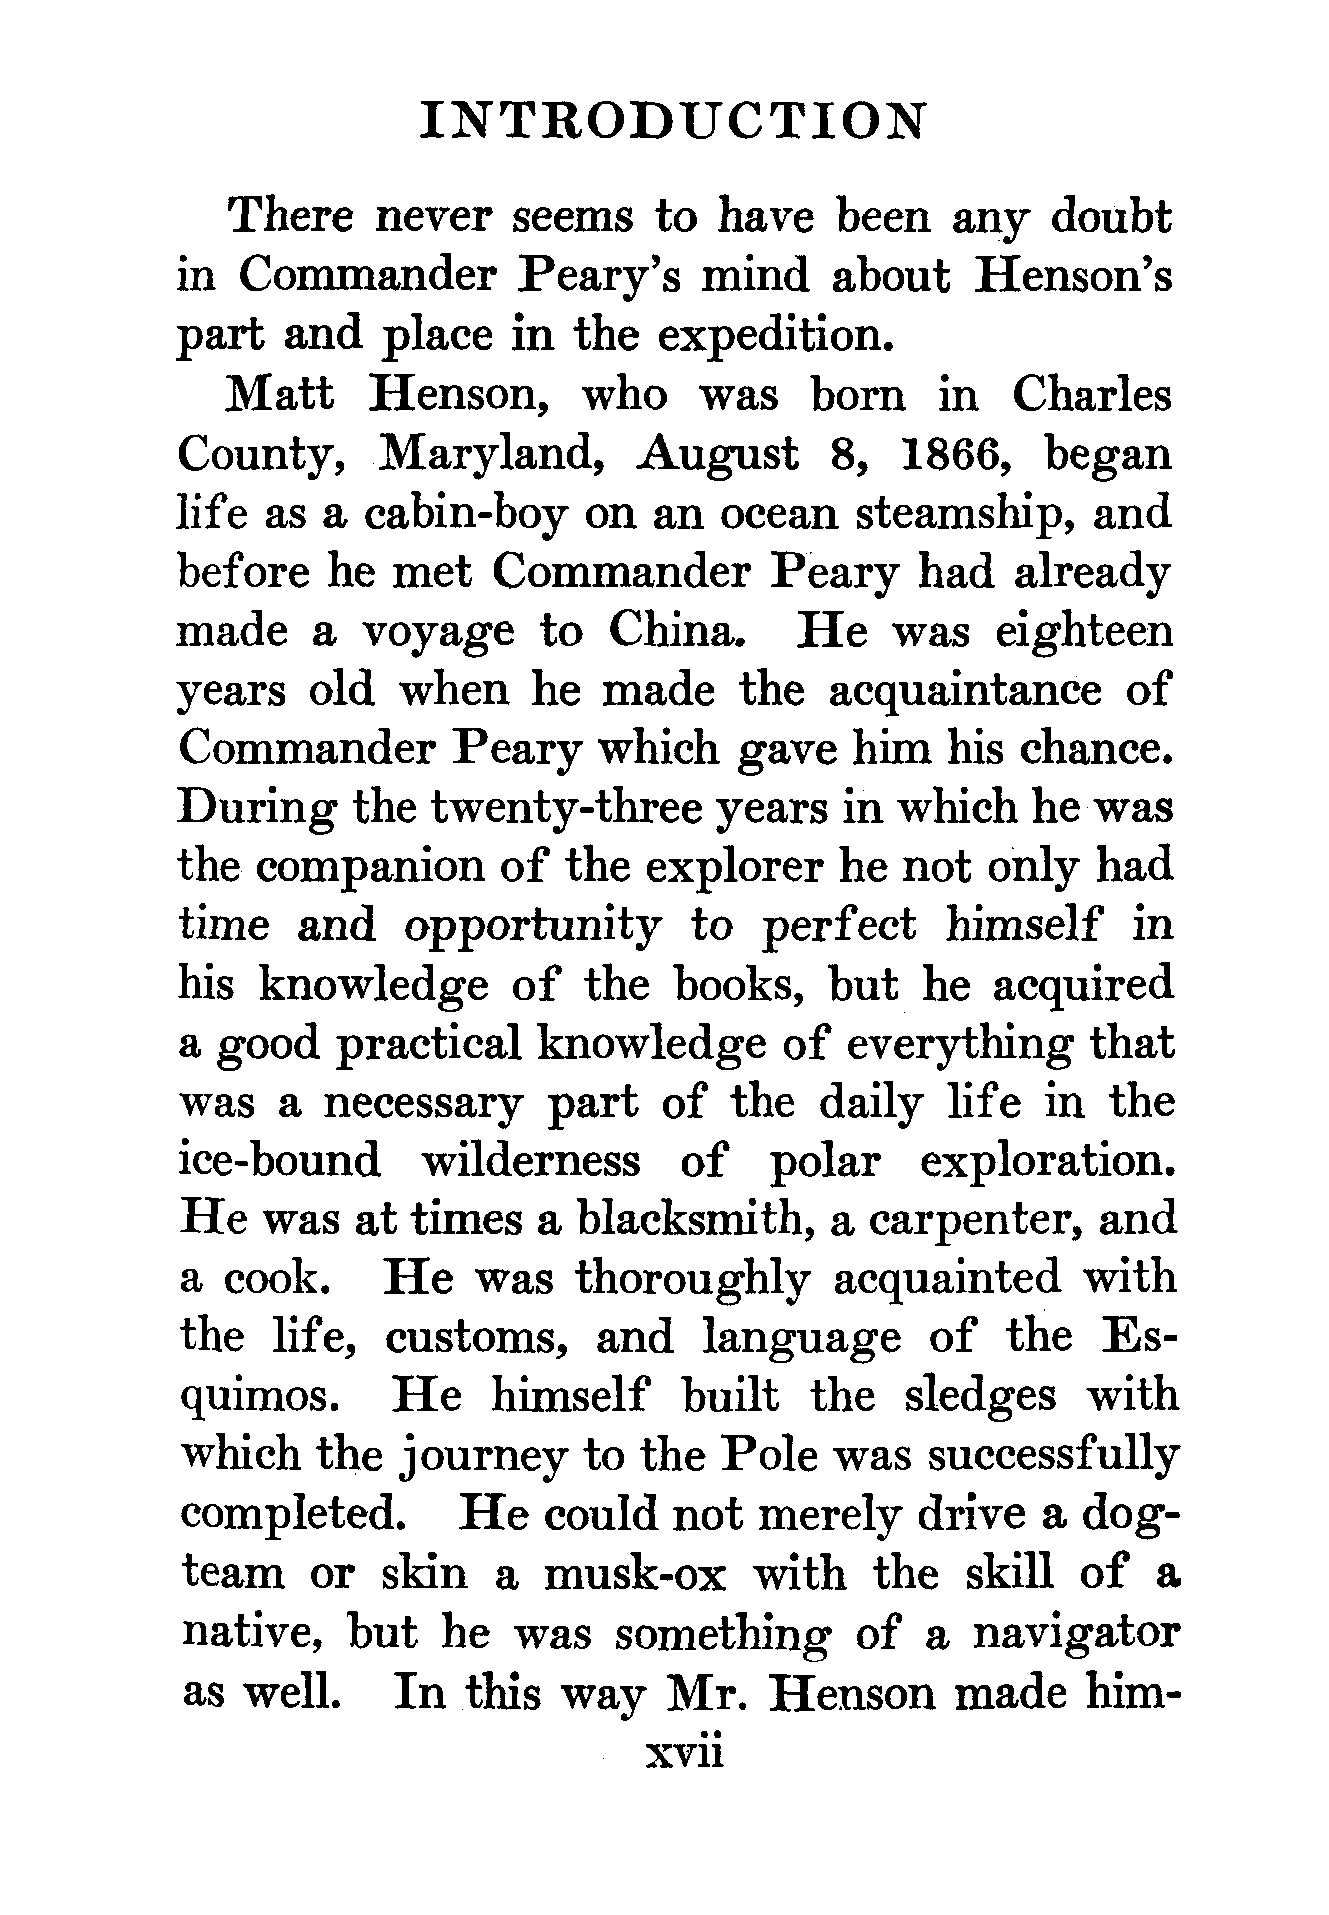 INTRODUCTION
There never seems to have been any doubt
in Commander Peary's mind about Henson's
part and place in the expedition.
Matt Henson, who was born in Charles
County, Maryland, August 8, 1866, began
life as a cabin-boy on an ocean steamship, and
before he met Commander Peary had already
made a voyage to China. He was eighteen
years old when he made the acquaintance of
Commander Peary which gave him his chance.
During the twenty-three years in which he was
the companion of the explorer he not only had
time and opportunity to perfect himself in
his knowledge of the books, but he acquired
a good practical knowledge of everything that
was a necessary part of the daily life in the
ice-bound wilderness of polar exploration.
He was at times a blacksmith, a carpenter, and
a cook. He was thoroughly acquainted with
the life, customs, and language of the Es-
quimos. He himself built the sledges with
which the journey to the Pole was successfully
completed. He could not merely drive a dog-
team or skin a musk-ox with the skill of a
native, but he was something of a navigator
as well. In this way Mr. Henson made him-
xvii